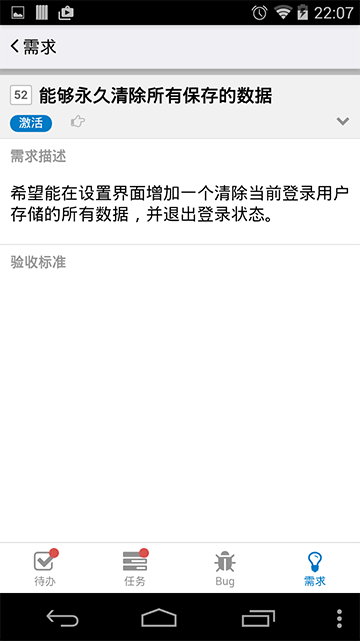 22:07
需求
52 能够永久清除所有保存的数据
激活
需求描述
希望能在设置界面增加一个清除当前登录用户
存储的所有数据，并退出登录状态。
验收标准
待办 任务 Bug 需求